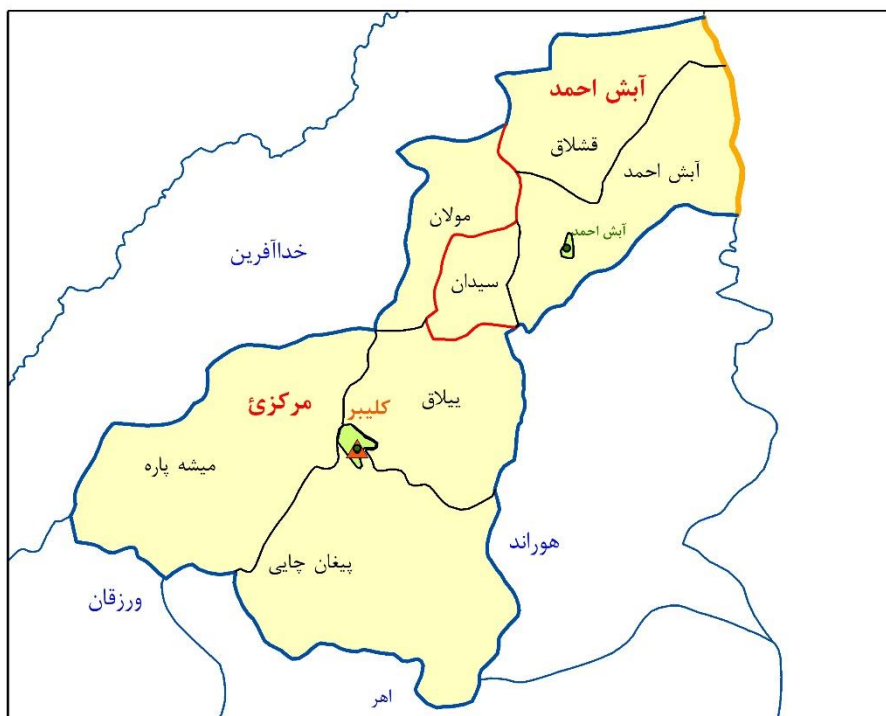 آبش احمد
قشلاق
آبش احمد
مولان
آبش احمد
خداآفرین
سیدان
ییلاق
کلیبر
مرکزئ
میشه پاره
هوراند
پیغان چایی
ورزقان
اهر